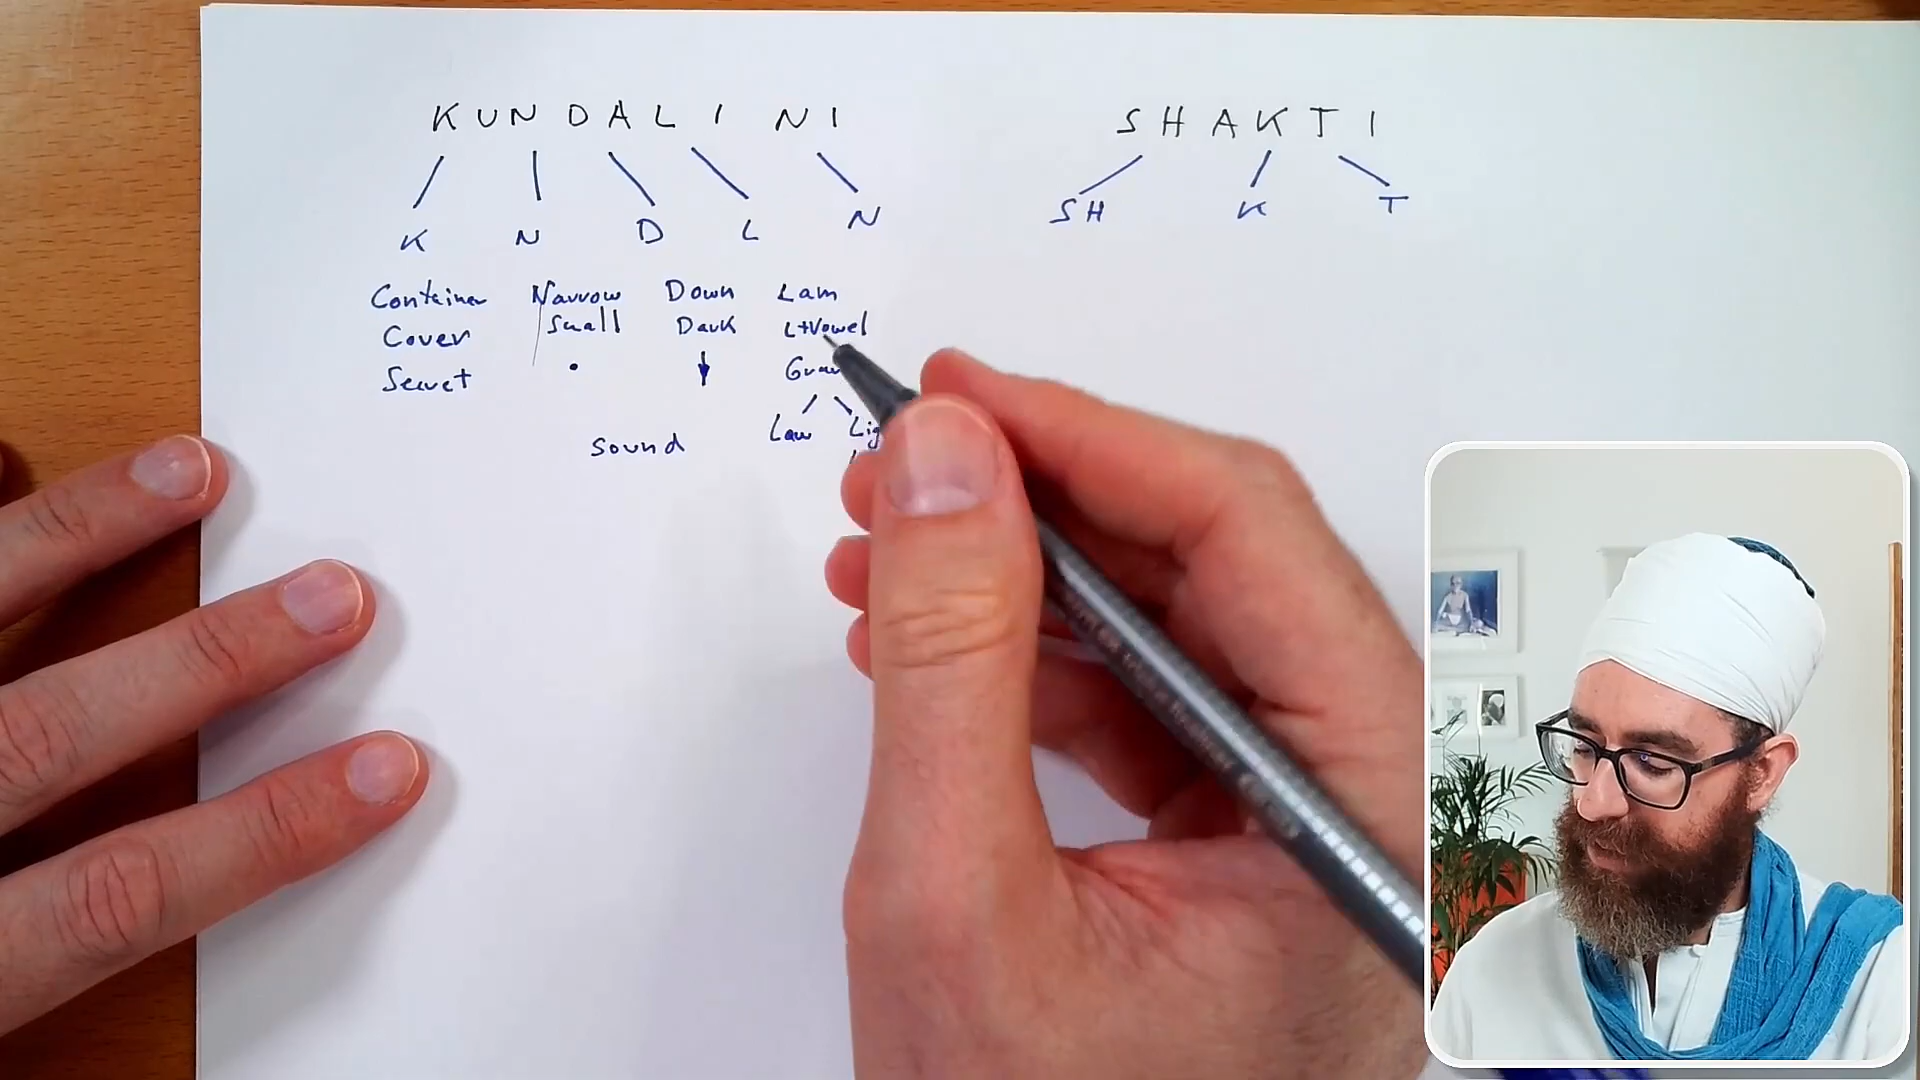 KUNDALINI SHAKTI
K N D L N SH K T
Container Narrow Down Lam
Cover Small Dark L+Vowel
Secret
Law
Sound